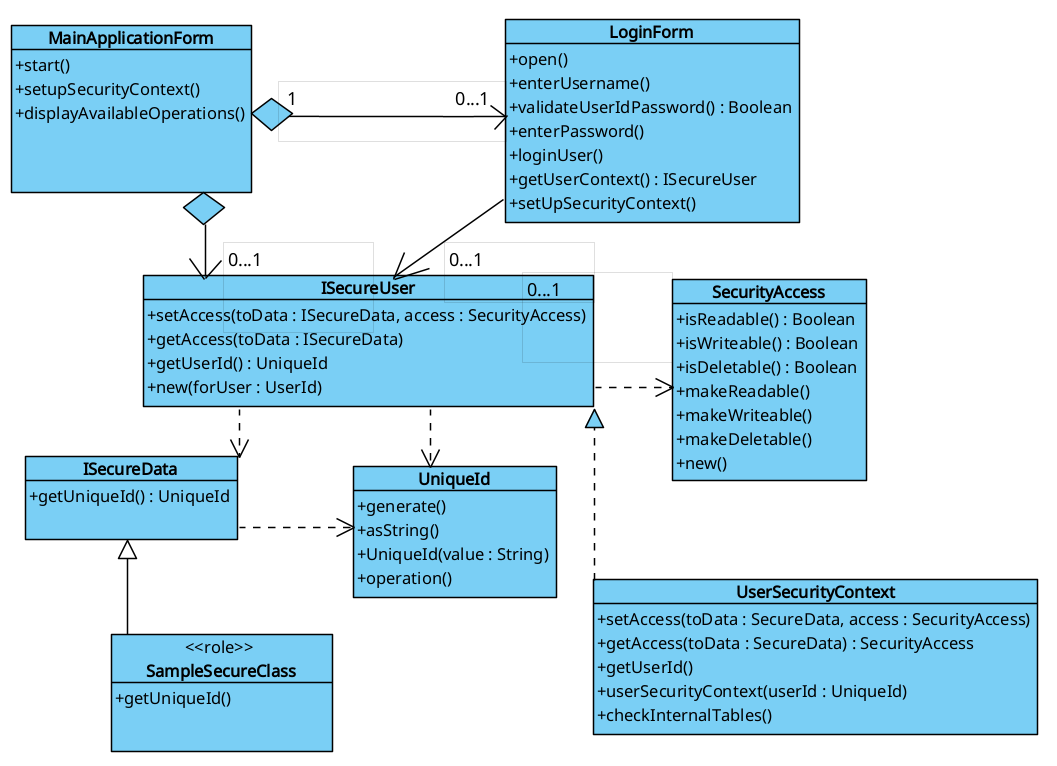 MainApplicationForm
+start()
+setupSecurityContext()
+displayAvailableOperations()
1
0...1
LoginForm
+open()
+enterUsername()
+validateUserIdPassword() : Boolean
+enterPassword()
+loginUser()
+getUserContext() : ISecureUser
+setUpSecurityContext()
0...1
0...1
0...1
ISecureUser
+setAccess(toData : ISecureData, access : SecurityAccess)
+getAccess(toData : ISecureData)
+getUserId() : UniqueId
+new(forUser : UserId)
SecurityAccess
+isReadable() : Boolean
+isWriteable() : Boolean
+isDeletable() : Boolean
+makeReadable()
+makeWriteable()
+makeDeletable()
+new()
ISecureData
+getUniqueId() : UniqueId
UniqueId
+generate()
+asString()
+UniqueId(value : String)
+operation()
<<role>>
SampleSecureClass
+getUniqueId()
UserSecurityContext
+setAccess(toData : SecureData, access : SecurityAccess)
+getAccess(toData : SecureData) : SecurityAccess
+getUserId()
+userSecurityContext(userId : UniqueId)
+checkInternalTables()